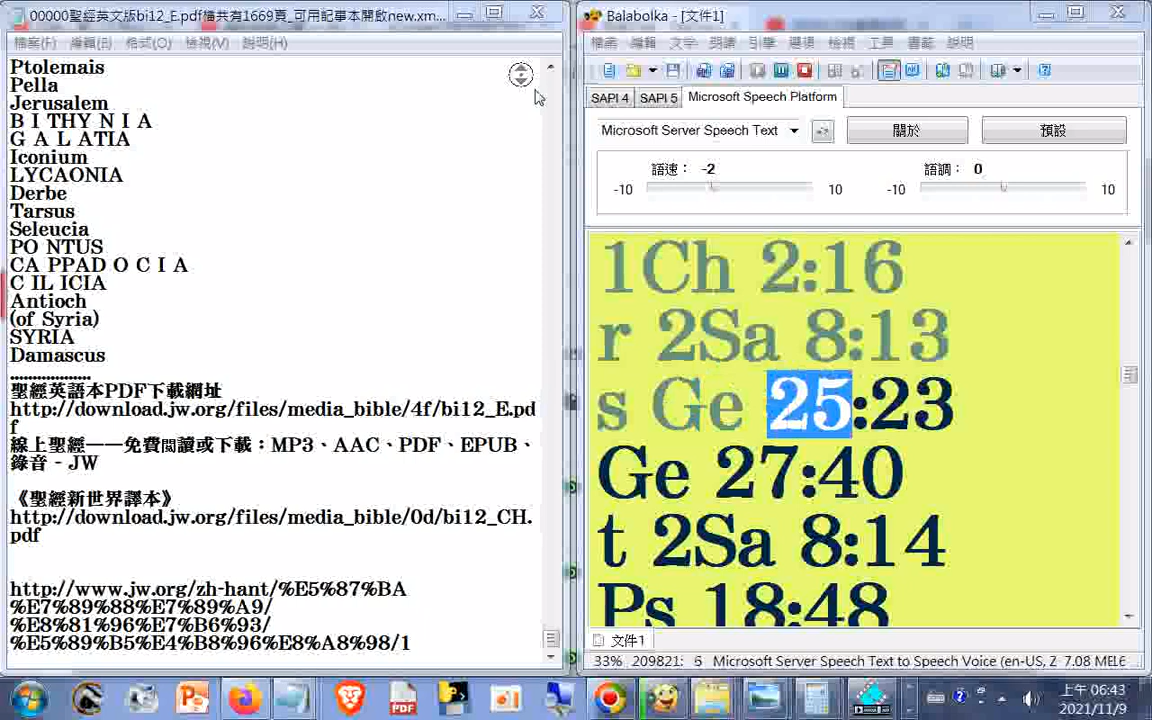 00000聖經英文版bi12_E.pdf檔共有1669頁_可用記事本開啟new.xm...
檔案(F) 編輯(E) 格式(O) 檢視(V) 說明(H)
Ptolemais
Pella
Jerusalem
B I THY N I A
G A L ATIA
Iconium
LYCAONIA
Derbe
Tarsus
Seleucia
PO NTUS
CA PPAD O C I A
C IL ICIA
Antioch
(of Syria)
SYRIA
Damascus
..................
聖經英語本PDF下載網址
http://download.jw.org/files/media_bible/4f/bi12_E.pd
f
線上聖經——免費閱讀或下載：MP3、AAC、PDF、EPUB、
錄音 - JW
《聖經新世界譯本》
http://download.jw.org/files/media_bible/0d/bi12_CH.
pdf
http://www.jw.org/zh-hant/%E5%87%BA
%E7%89%88%E7%89%A9/
%E8%81%96%E7%B6%93/
%E5%89%B5%E4%B8%96%E8%A8%98/1
Balabolka - [文件1]
檔案 編輯 文字 朗讀 引擎 選項 檢視 工具 書籤 說明
SAPI 4 SAPI 5 Microsoft Speech Platform
Microsoft Server Speech Text 關於 預設
語速： -2 語調： 0
-10 10 -10 10
1Ch 2:16
r 2Sa 8:13
s Ge 25:23
Ge 27:40
t 2Sa 8:14
Ps 18:48
文件1
33% 209821: 6 Microsoft Server Speech Text to Speech Voice (en-US, Z 7.08 МБ
上午 06:43
2021/11/9